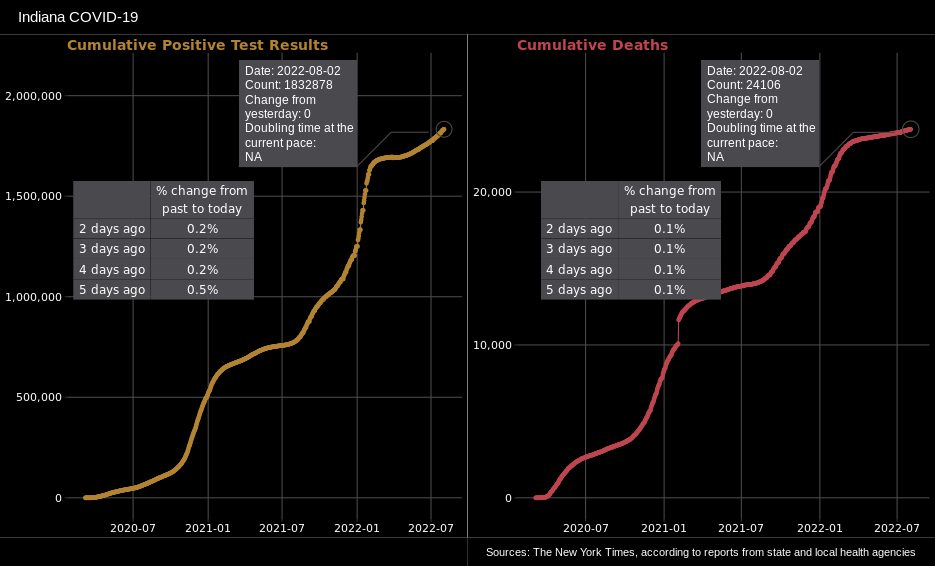 Indiana COVID-19
Cumulative Positive Test Results
Date: 2022-08-02
Count: 1832878
Change from
yesterday: 0
Doubling time at the
current pace:
NA
2,000,000
1,500,000
1,000,000
500,000
0
% change from
past to today
2 days ago 0.2%
3 days ago 0.2%
4 days ago 0.2%
5 days ago 0.5%
2020-07 2021-01 2021-07 2022-01 2022-07
Cumulative Deaths
Date: 2022-08-02
Count: 24106
Change from
yesterday: 0
Doubling time at the
current pace:
NA
20,000
10,000
0
% change from
past to today
2 days ago 0.1%
3 days ago 0.1%
4 days ago 0.1%
5 days ago 0.1%
2020-07 2021-01 2021-07 2022-01 2022-07
Sources: The New York Times, according to reports from state and local health agencies